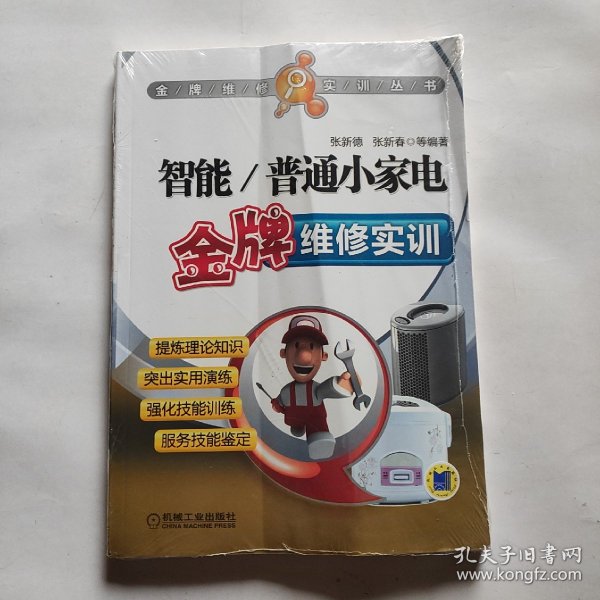 金/牌/维/修/实/训/丛/书
张新德 张新春◎等编著
智能/普通小家电
金牌维修实训
提炼理论知识
突出实用演练
强化技能训练
服务技能鉴定
机械工业出版社
CHINA MACHINE PRESS
孔夫子旧书网
www.kongfz.com